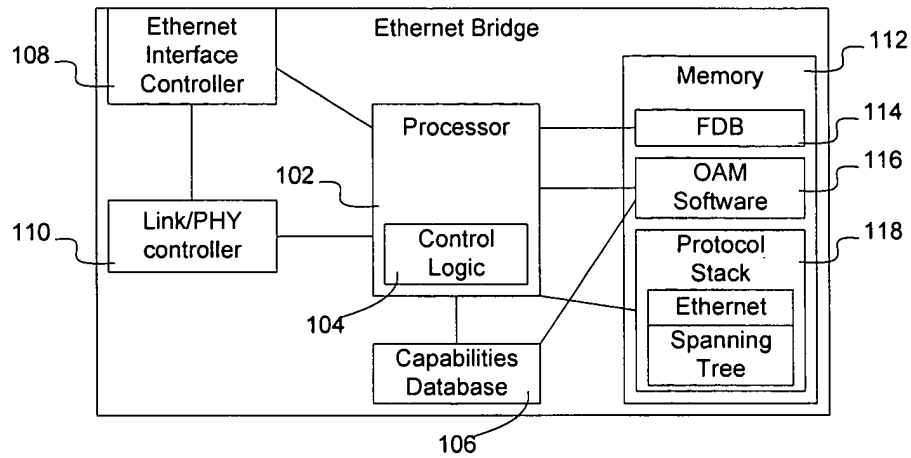 Ethernet
Interface
Controller
108
Ethernet Bridge
112
Memory
Processor
FDB
114
102
OAM
Software
116
Link/PHY
controller
110
Control
Logic
104
Protocol
Stack
118
Ethernet
Spanning
Tree
Capabilities
Database
106